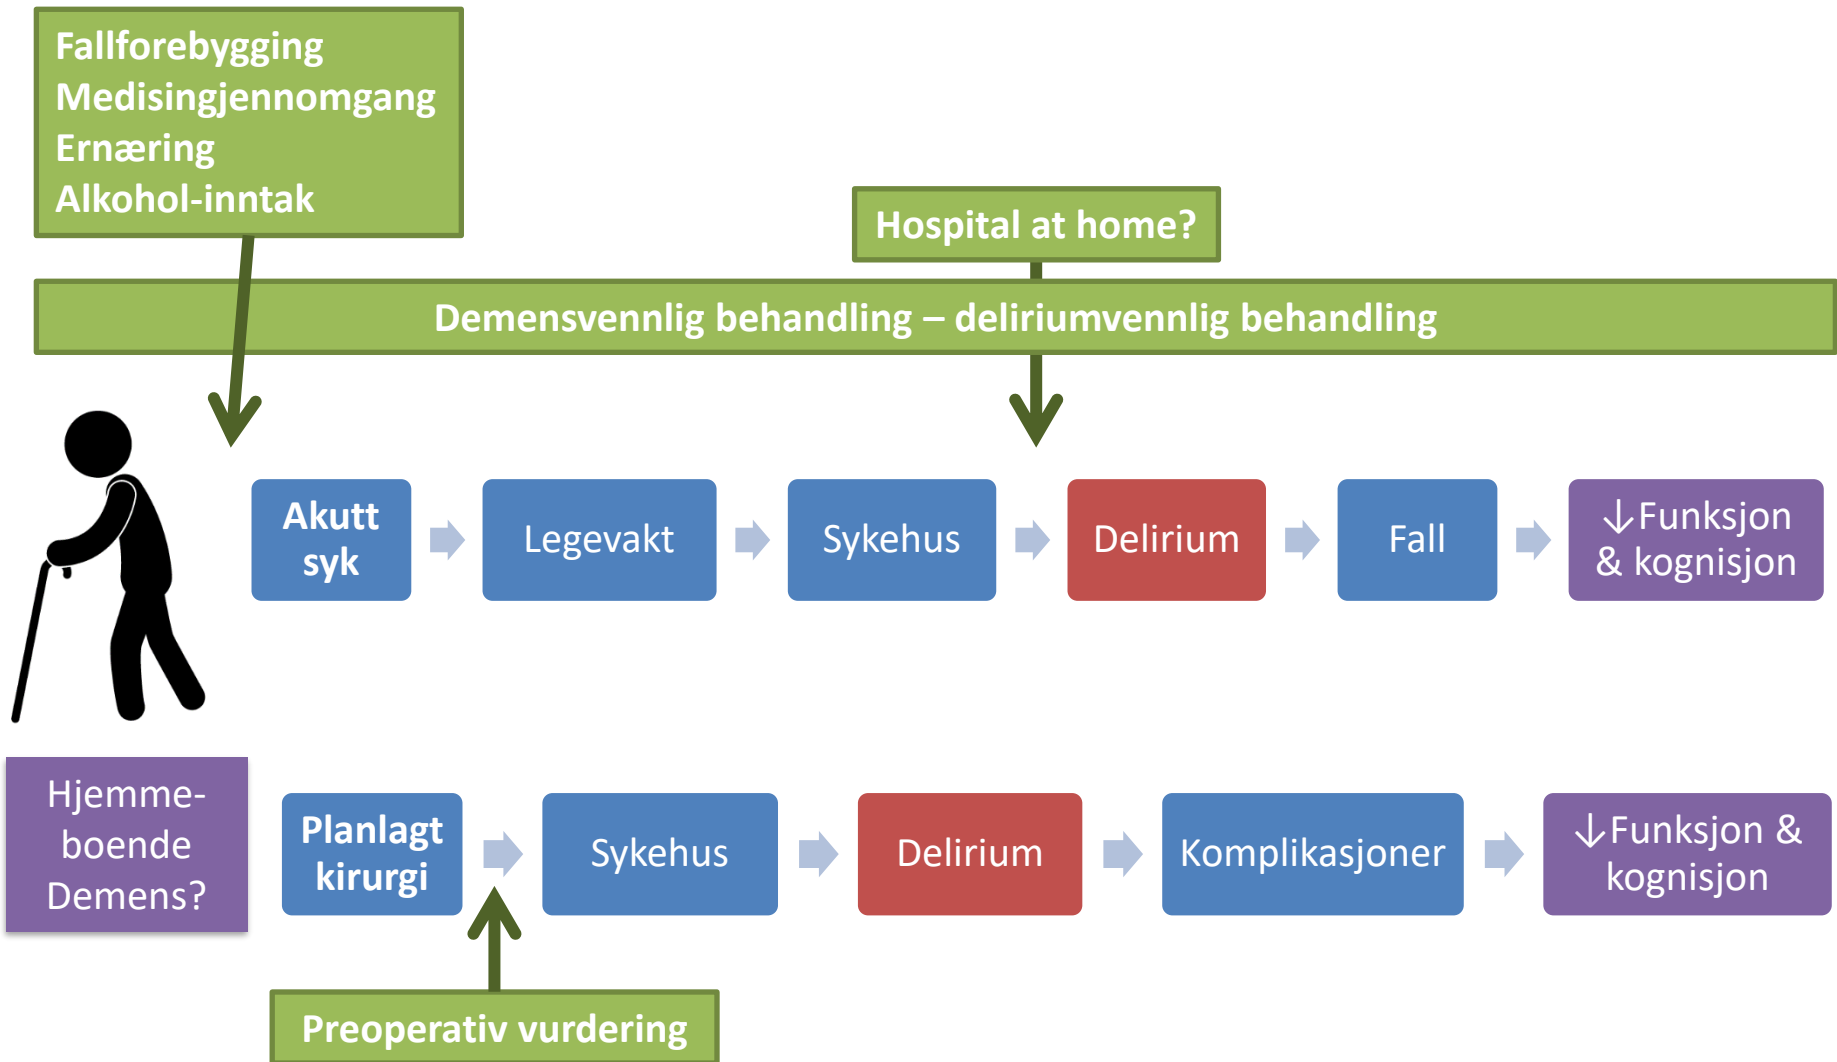 Fallforebygging
Medisingjennomgang
Ernæring
Alkohol-inntak
Hospital at home?
Demensvennlig behandling – deliriumvennlig behandling
Akutt
syk
Legevakt
Sykehus
Delirium
Fall
↓Funksjon
& kognisjon
Hjemme-
boende
Demens?
Planlagt
kirurgi
Sykehus
Delirium
Komplikasjoner
↓Funksjon &
kognisjon
Preoperativ vurdering